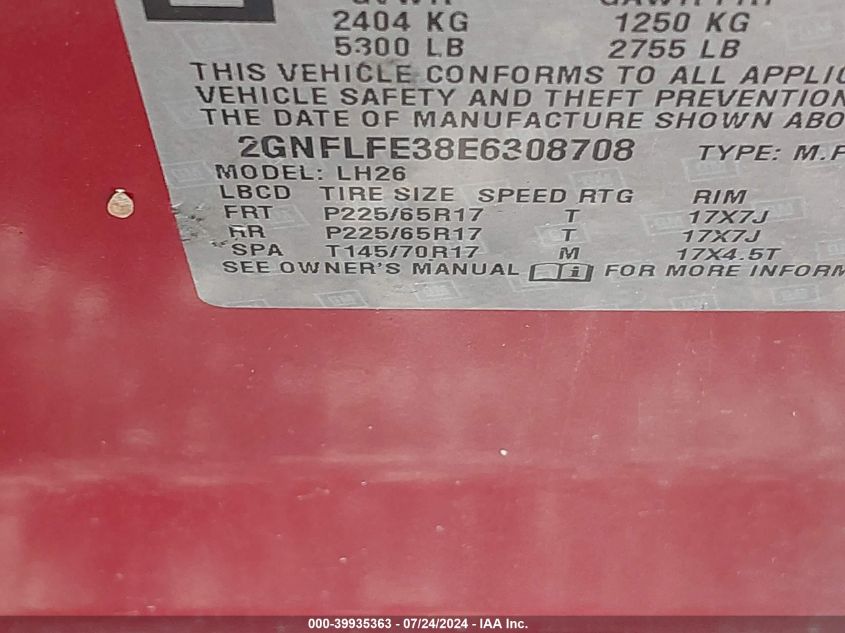 2404 KG 1250 KG
5300 LB 2755 LB
THIS VEHICLE CONFORMS TO ALL APPLIC
VEHICLE SAFETY AND THEFT PREVENTION
THE DATE OF MANUFACTURE SHOWN ABO
2GNFLFE38E6308708 TYPE: M.P
MODEL: LH26
LBCD TIRE SIZE SPEED RTG RIM
FRT P225/65R17 T 17X7J
RR P225/65R17 T 17X7J
SPA T145/70R17 M 17X4.5T
SEE OWNER'S MANUAL FOR MORE INFORM
000-39935363 / 07/24/2024 - IAA Inc.